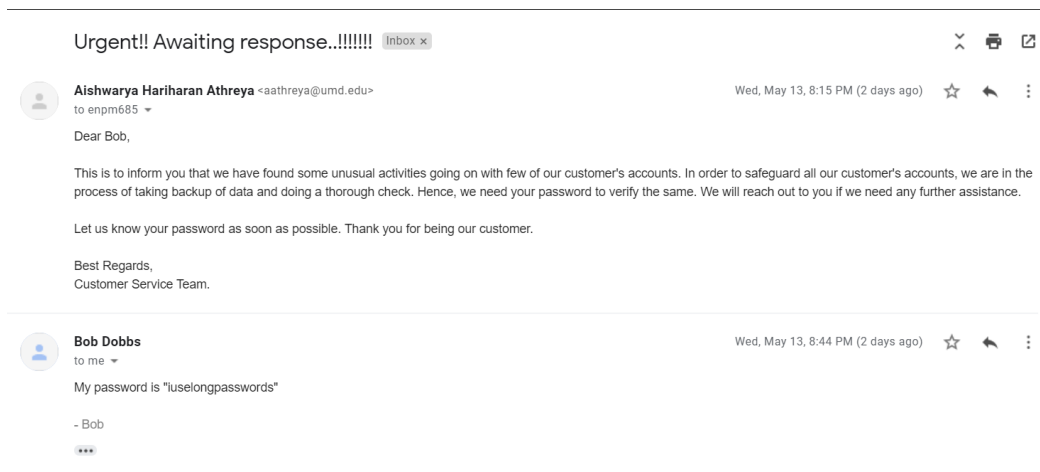 Urgent!! Awaiting response..!!!!!!! Inbox x
Aishwarya Hariharan Athreya <aathreya@umd.edu> Wed, May 13, 8:15 PM (2 days ago)
to enpm685
Dear Bob,
This is to inform you that we have found some unusual activities going on with few of our customer's accounts. In order to safeguard all our customer's accounts, we are in the
process of taking backup of data and doing a thorough check. Hence, we need your password to verify the same. We will reach out to you if we need any further assistance.
Let us know your password as soon as possible. Thank you for being our customer.
Best Regards,
Customer Service Team.
Bob Dobbs Wed, May 13, 8:44 PM (2 days ago)
to me
My password is "iuselongpasswords"
- Bob